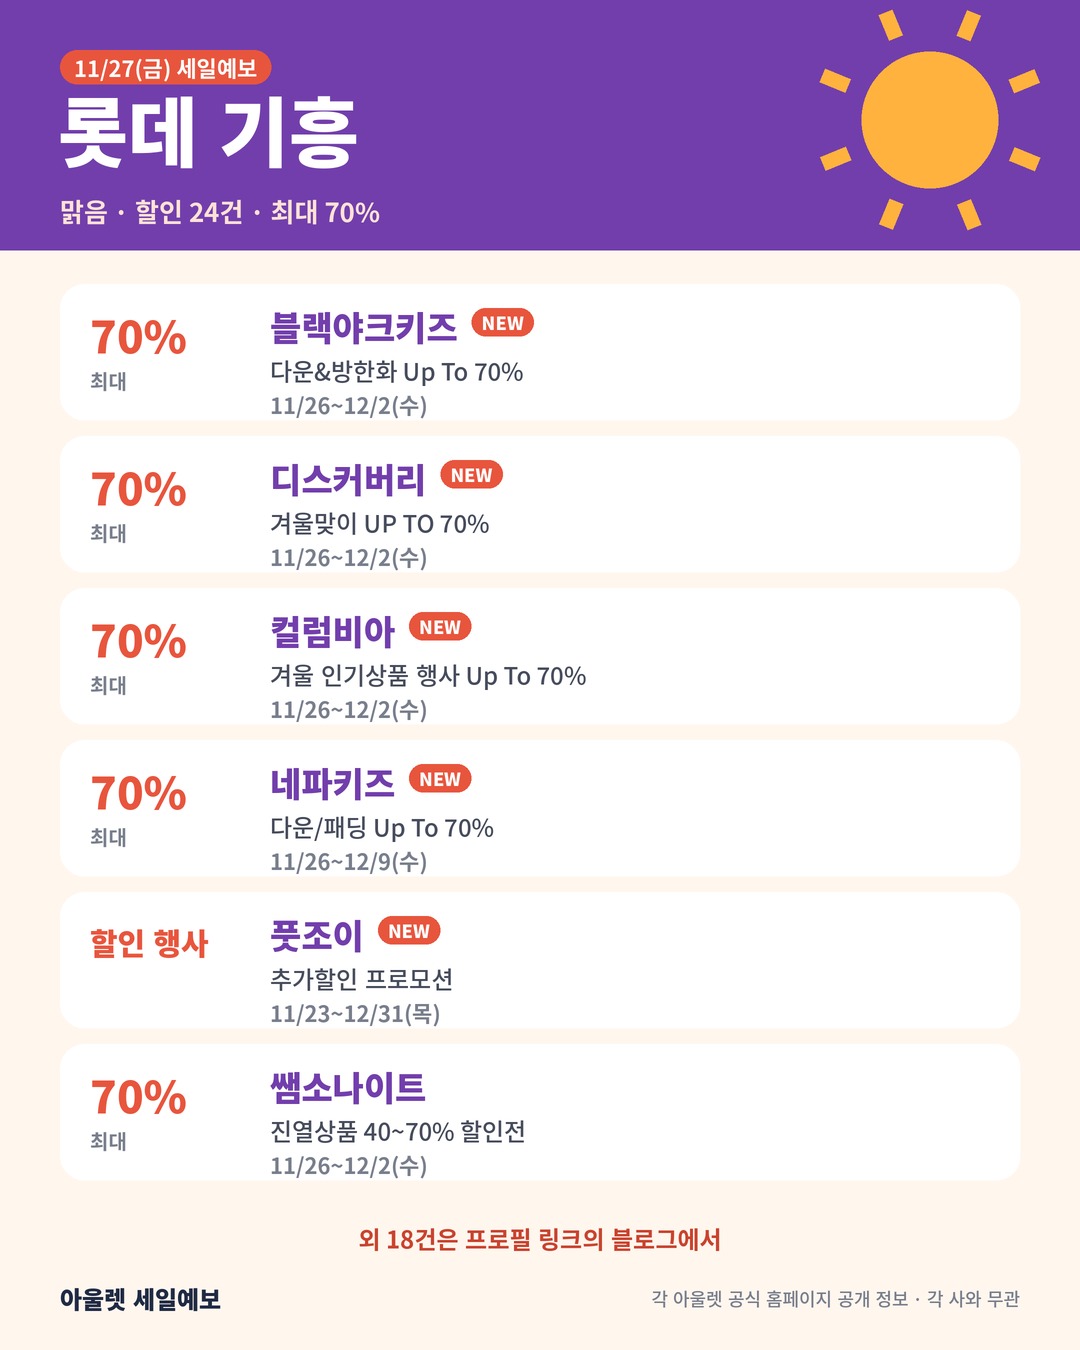 11/27(금) 세일예보
롯데 기흥
맑음 · 할인 24건 · 최대 70%
70%
최대
블랙야크키즈 NEW
다운&방한화 Up To 70%
11/26~12/2(수)
70%
최대
디스커버리 NEW
겨울맞이 UP TO 70%
11/26~12/2(수)
70%
최대
컬럼비아 NEW
겨울 인기상품 행사 Up To 70%
11/26~12/2(수)
70%
최대
네파키즈 NEW
다운/패딩 Up To 70%
11/26~12/9(수)
할인 행사
풋조이 NEW
추가할인 프로모션
11/23~12/31(목)
70%
최대
쌤소나이트
진열상품 40~70% 할인전
11/26~12/2(수)
외 18건은 프로필 링크의 블로그에서
아울렛 세일예보
각 아울렛 공식 홈페이지 공개 정보 · 각 사와 무관